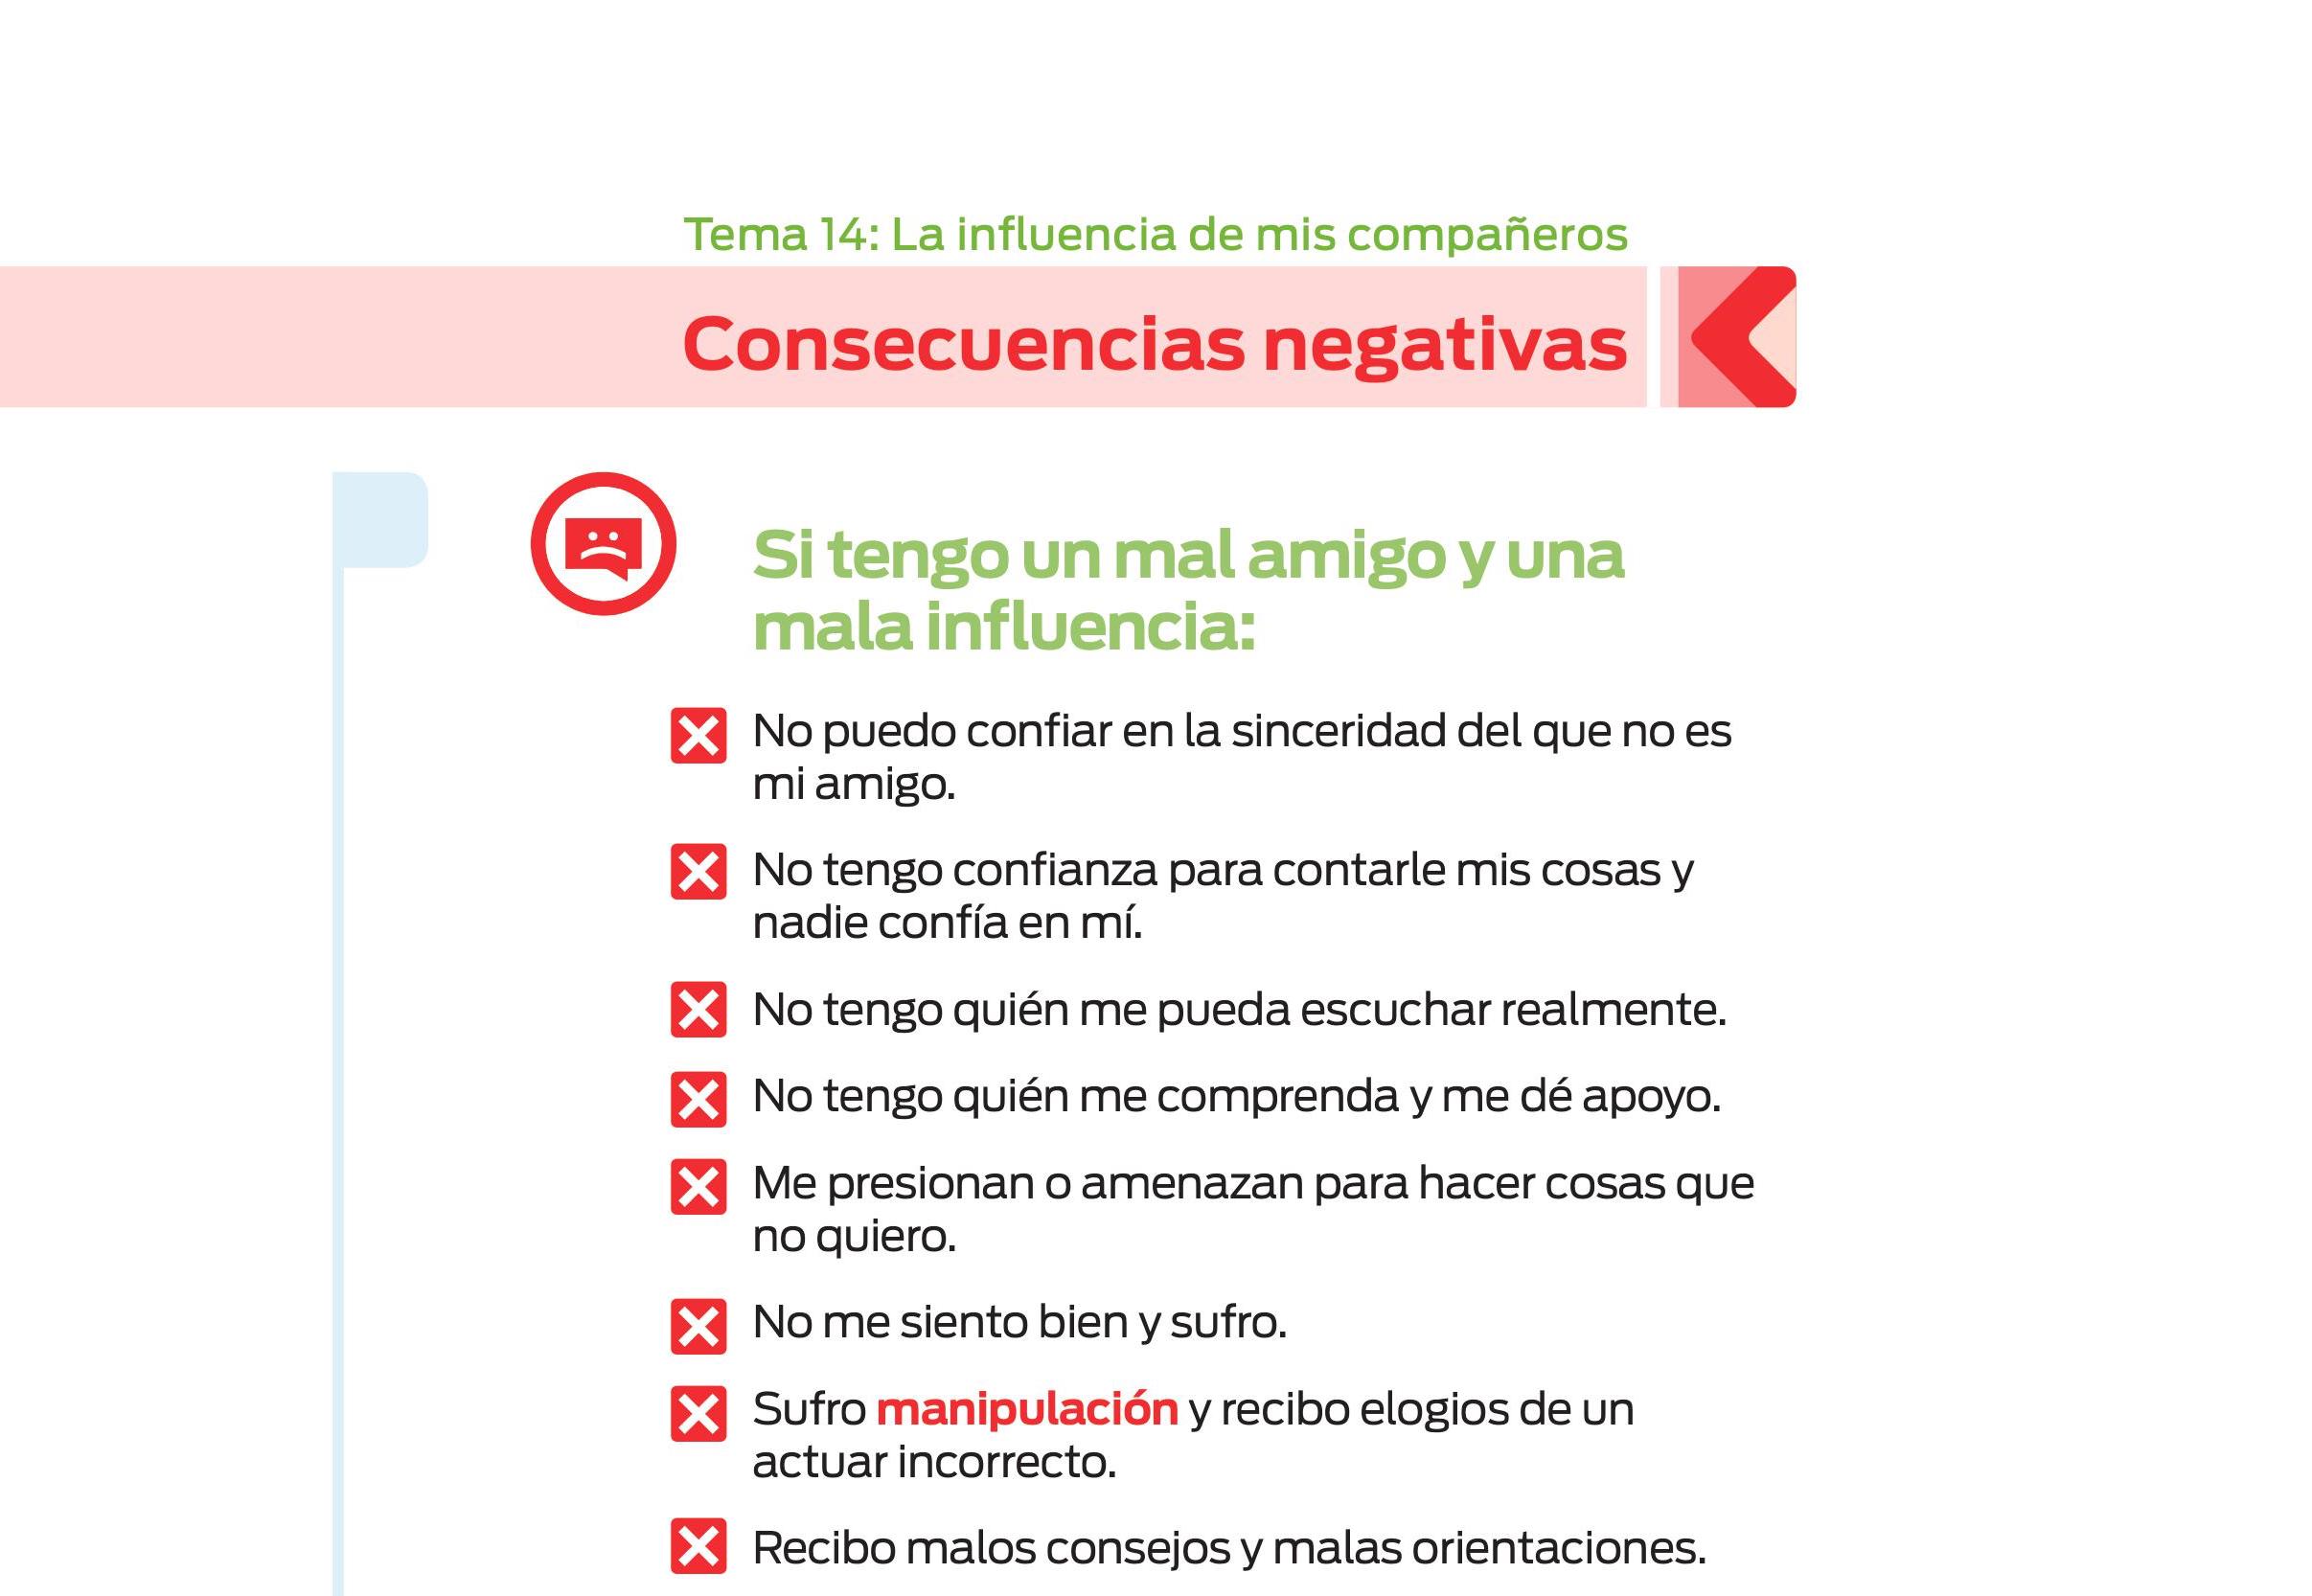 Tema 14: La influencia de mis compañeros
Consecuencias negativas
Si tengo un mal amigo y una
mala influencia:
No puedo confiar en la sinceridad del que no es
mi amigo.
No tengo confianza para contarle mis cosas y
nadie confía en mí.
No tengo quién me pueda escuchar realmente.
No tengo quién me comprenda y me dé apoyo.
Me presionan o amenazan para hacer cosas que
no quiero.
No me siento bien y sufro.
Sufro manipulación y recibo elogios de un
actuar incorrecto.
Recibo malos consejos y malas orientaciones.